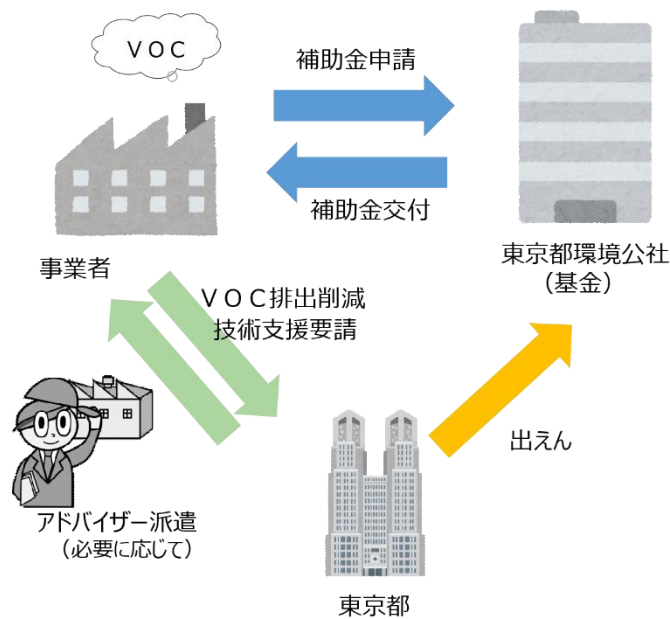 ＶＯＣ
補助金申請
補助金交付
事業者
東京都環境公社
（基金）
ＶＯＣ排出削減
技術支援要請
出えん
アドバイザー派遣
（必要に応じて）
東京都